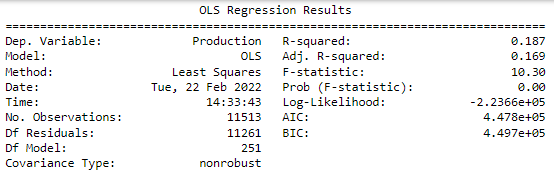 OLS Regression Results
==============================================================================
Dep. Variable: Production R-squared: 0.187
Model: OLS Adj. R-squared: 0.169
Method: Least Squares F-statistic: 10.30
Date: Tue, 22 Feb 2022 Prob (F-statistic): 0.00
Time: 14:33:43 Log-Likelihood: -2.2366e+05
No. Observations: 11513 AIC: 4.478e+05
Df Residuals: 11261 BIC: 4.497e+05
Df Model: 251
Covariance Type: nonrobust